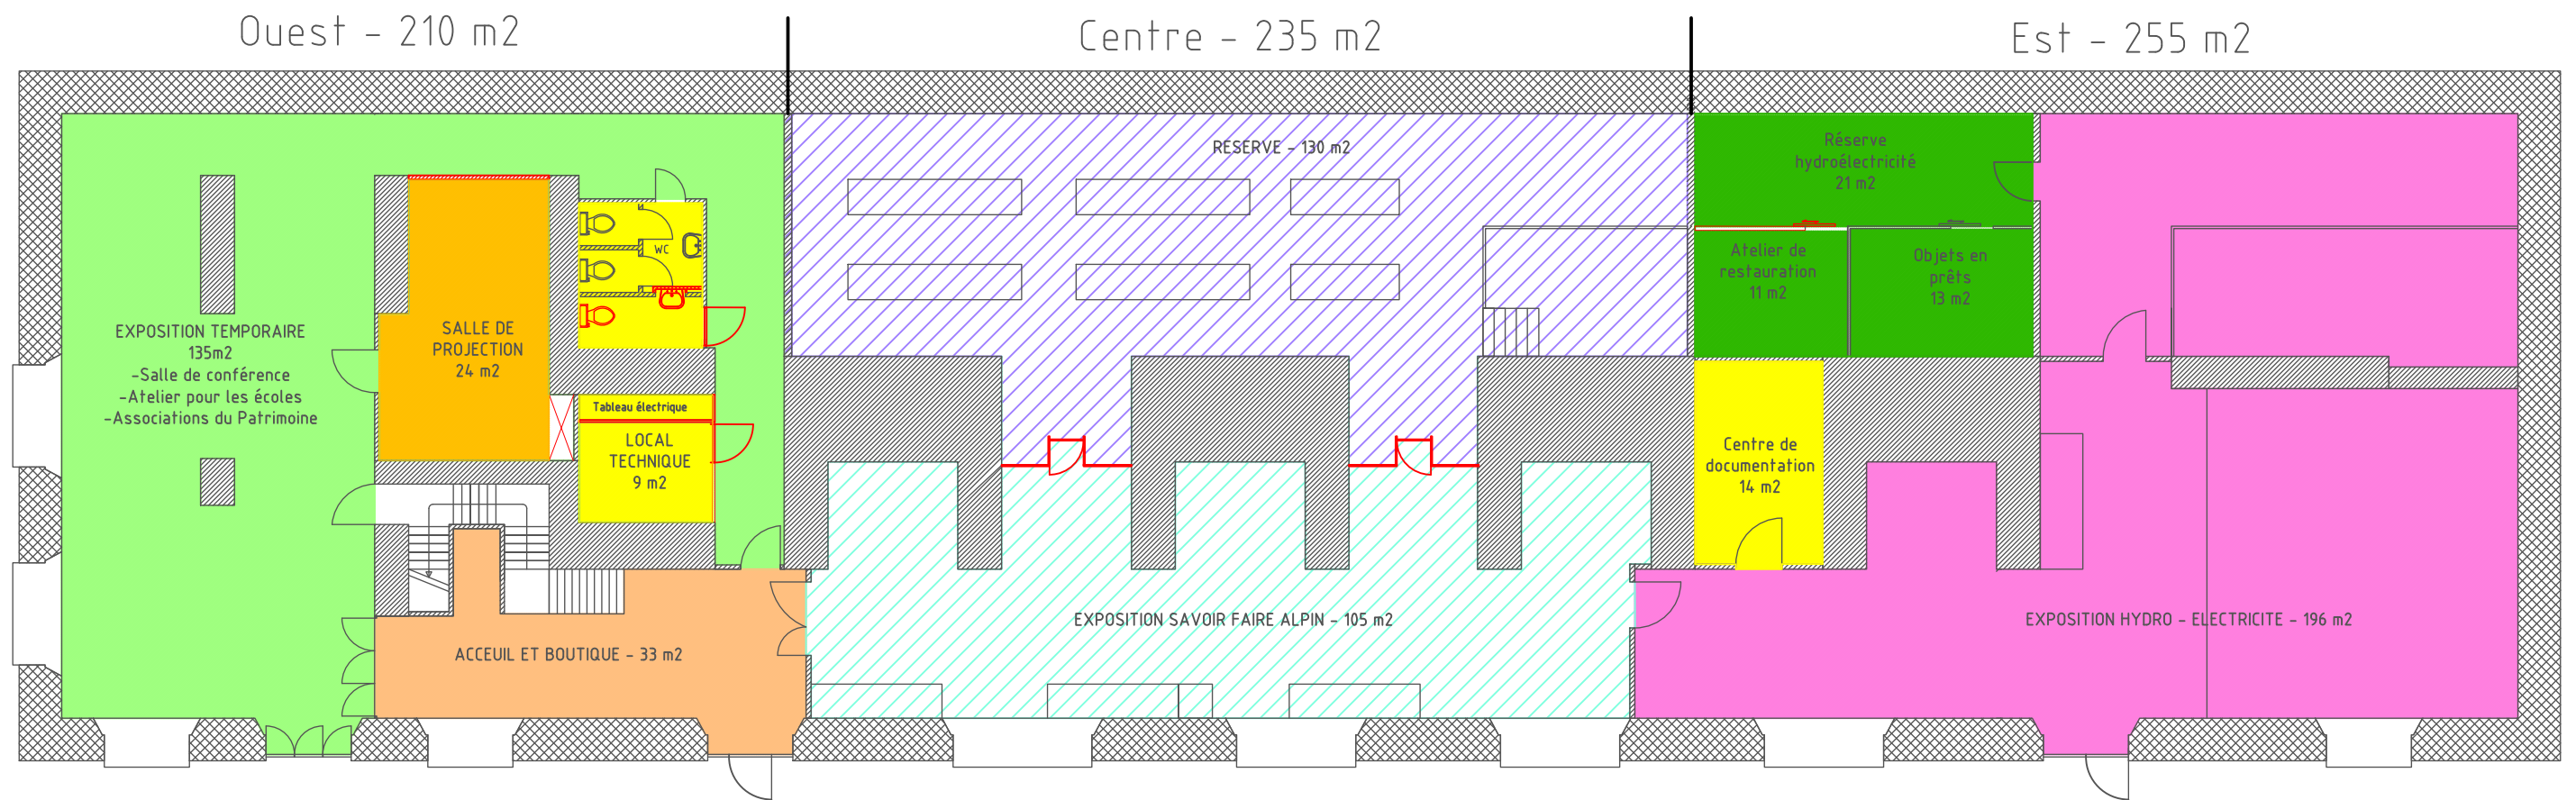 Ouest - 210 m2
Centre - 235 m2
Est - 255 m2
EXPOSITION TEMPORAIRE
135m2
-Salle de conférence
-Atelier pour les écoles
-Associations du Patrimoine
SALLE DE
PROJECTION
24 m2
WC
Tableau électrique
LOCAL
TECHNIQUE
9 m2
ACCEUIL ET BOUTIQUE - 33 m2
RESERVE - 130 m2
EXPOSITION SAVOIR FAIRE ALPIN - 105 m2
Réserve
hydroélectricité
21 m2
Atelier de
restauration
11 m2
Objets en
prêts
13 m2
Centre de
documentation
14 m2
EXPOSITION HYDRO - ELECTRICITE - 196 m2